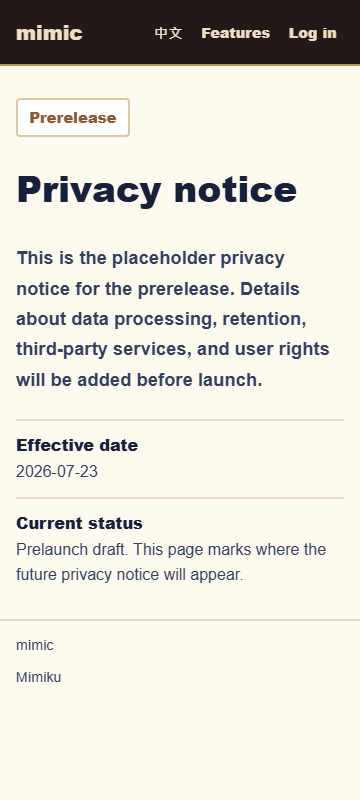 mimic
中文 Features Log in
Prerelease
Privacy notice
This is the placeholder privacy
notice for the prerelease. Details
about data processing, retention,
third-party services, and user rights
will be added before launch.
Effective date
2026-07-23
Current status
Prelaunch draft. This page marks where the
future privacy notice will appear.
mimic
Mimiku